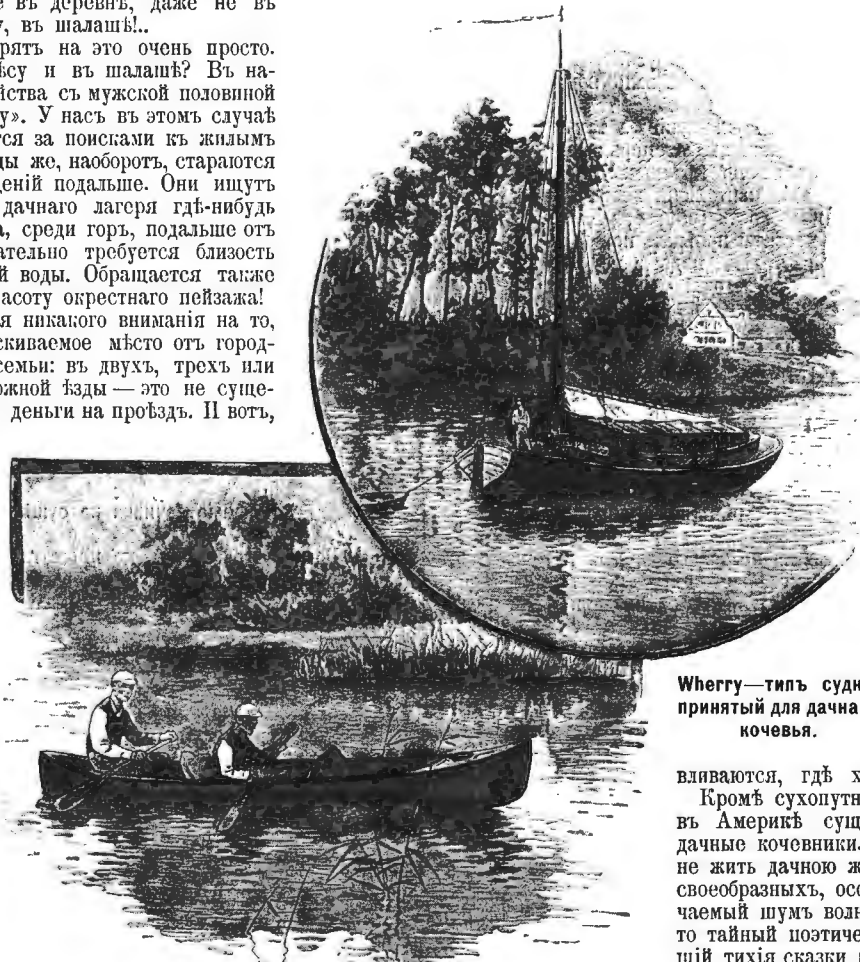 въ деревнѣ, даже не въ
въ шалашѣ!..
рятъ на это очень просто.
ѣсу и въ шалашѣ? Въ на-
йства съ мужской половиной
у». У насъ въ этомъ случаѣ
тся за поисками къ жилымъ
цы же, наоборотъ, стараются
деній подальше. Они ищутъ
дачнаго лагеря гдѣ-нибудь
а, среди горъ, подальше отъ
ательно требуется близость
й воды. Обращается также
асоту окрестнаго пейзажа!
я никакого вниманія на то,
скиваемое мѣсто отъ город-
семьи: въ двухъ, трехъ или
ожной ѣзды — это не суще-
деньги на проѣздъ. И вотъ,
Wherry—типъ судн
принятый для дачна
кочевья.
вливаются, гдѣ х
Кромѣ сухопутн
въ Америкѣ сущ
дачные кочевники.
не жить дачною ж
своеобразныхъ, осо
чаемый шумъ волн
то тайный поэтиче
шій тихія сказки